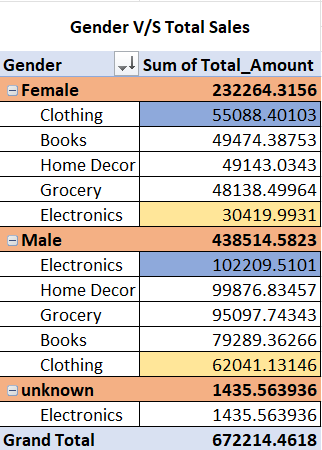 Gender V/S Total Sales
Gender Sum of Total_Amount
Female 232264.3156
Clothing 55088.40103
Books 49474.38753
Home Decor 49143.0343
Grocery 48138.49964
Electronics 30419.9931
Male 438514.5823
Electronics 102209.5101
Home Decor 99876.83457
Grocery 95097.74343
Books 79289.36266
Clothing 62041.13146
unknown 1435.563936
Electronics 1435.563936
Grand Total 672214.4618